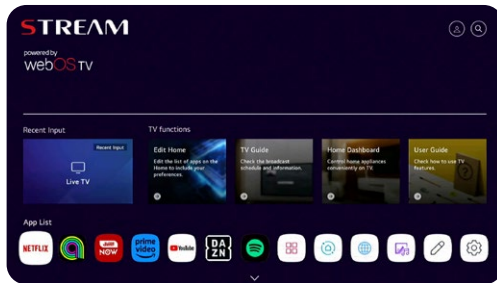 STREAM
powered by
webOS TV
Recent Input
TV functions
Recent Input
Live TV
Edit Home
Edit the list of apps on the
Home to include your
preferences.
TV Guide
Check the broadcast
schedule and information.
Home Dashboard
Control home appliances
conveniently on TV.
User Guide
Check how to use TV
features.
App List
NETFLIX
NOW
prime
video
YouTube
DA
ZN